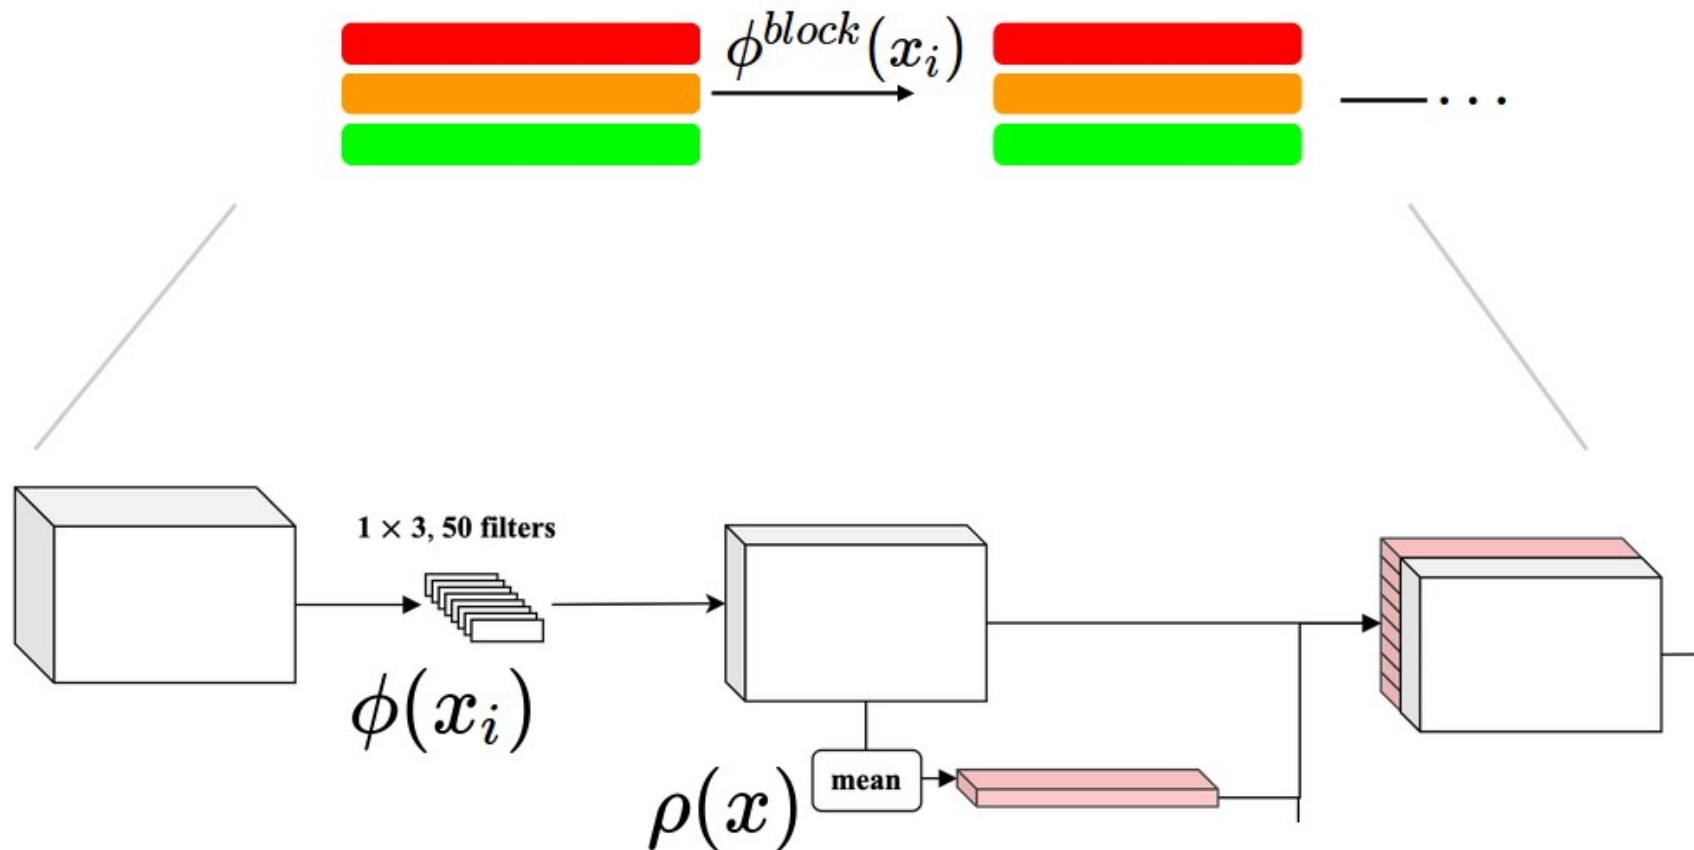 ϕ^{block}(x_i)
...
1 × 3, 50 filters
ϕ(x_i)
mean
ρ(x)